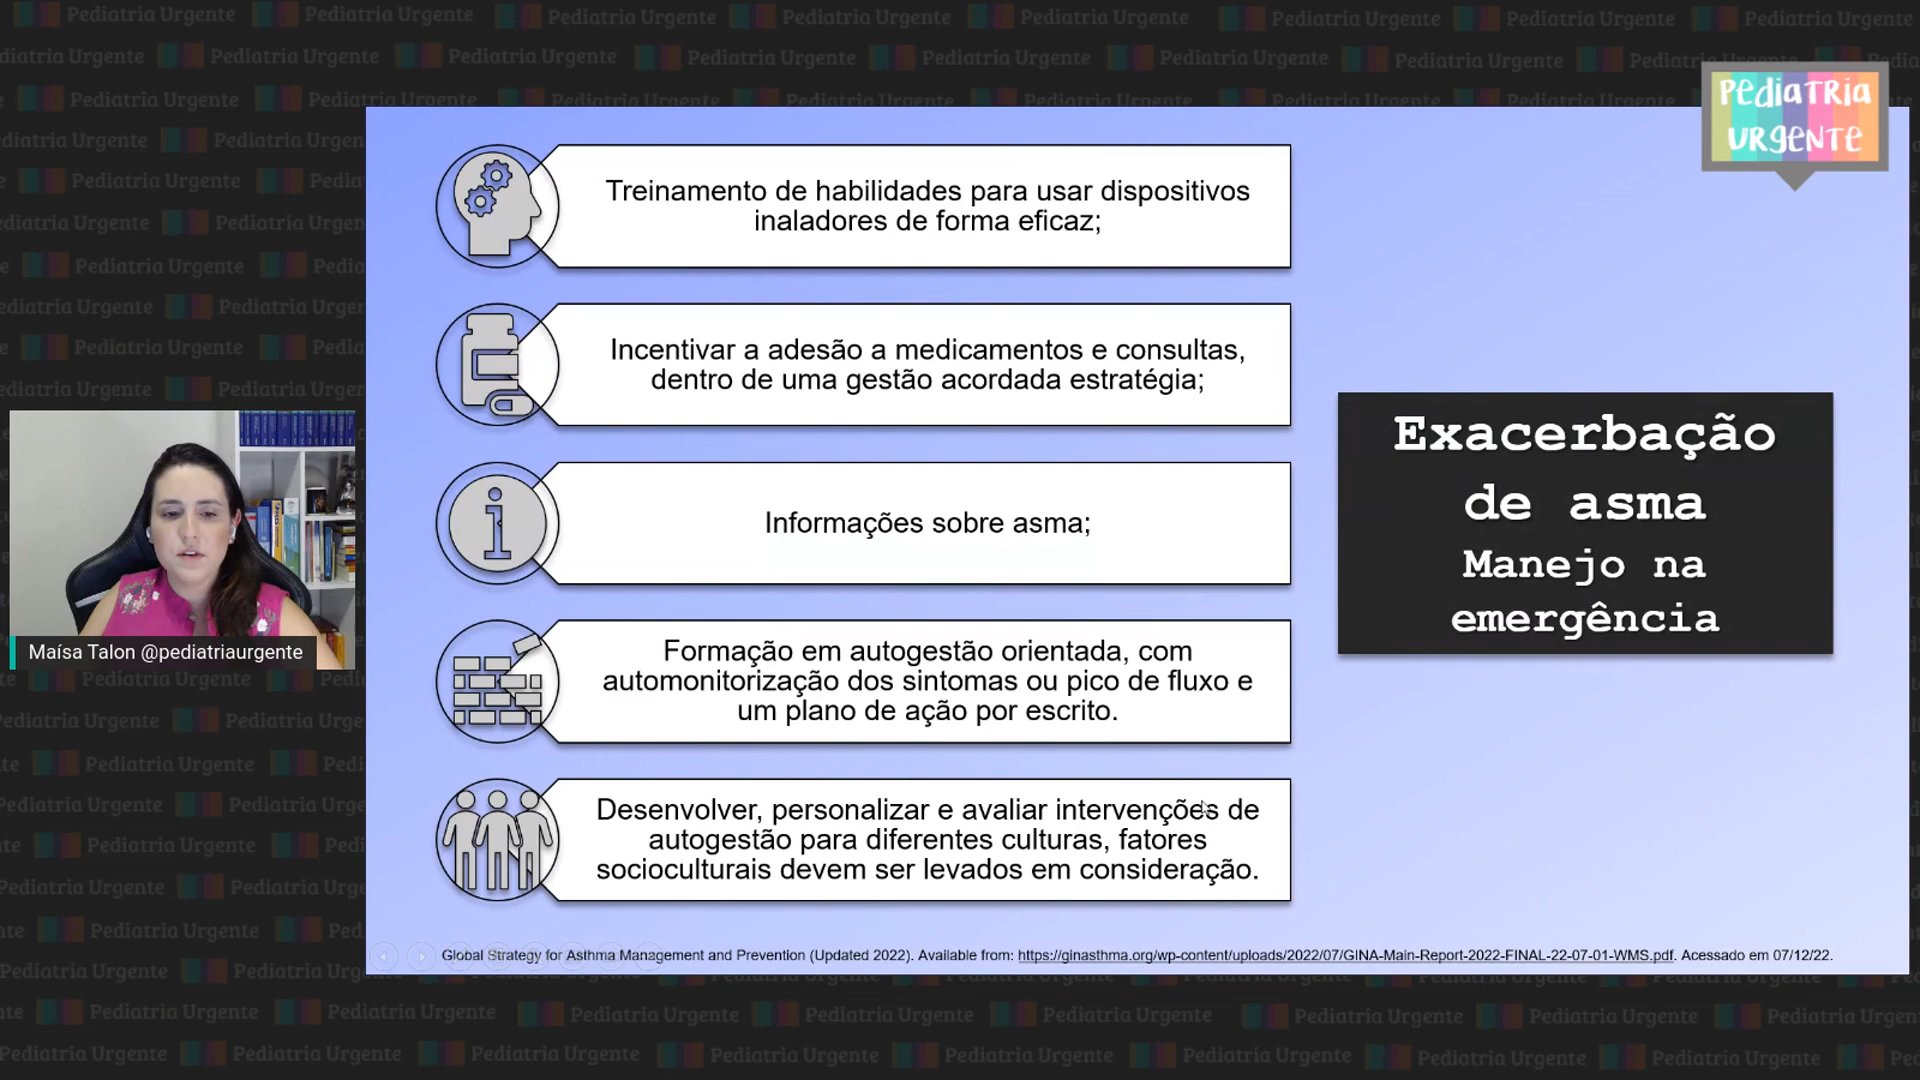 PEDIATRIA
URGENTE
Treinamento de habilidades para usar dispositivos
inaladores de forma eficaz;
Incentivar a adesão a medicamentos e consultas,
dentro de uma gestão acordada estratégia;
Informações sobre asma;
Formação em autogestão orientada, com
automonitorização dos sintomas ou pico de fluxo e
um plano de ação por escrito.
Desenvolver, personalizar e avaliar intervenções de
autogestão para diferentes culturas, fatores
socioculturais devem ser levados em consideração.
Exacerbação
de asma
Manejo na
emergência
Maísa Talon @pediatriaurgente
Global Strategy for Asthma Management and Prevention (Updated 2022). Available from: https://ginasthma.org/wp-content/uploads/2022/07/GINA-Main-Report-2022-FINAL-22-07-01-WMS.pdf. Acessado em 07/12/22.